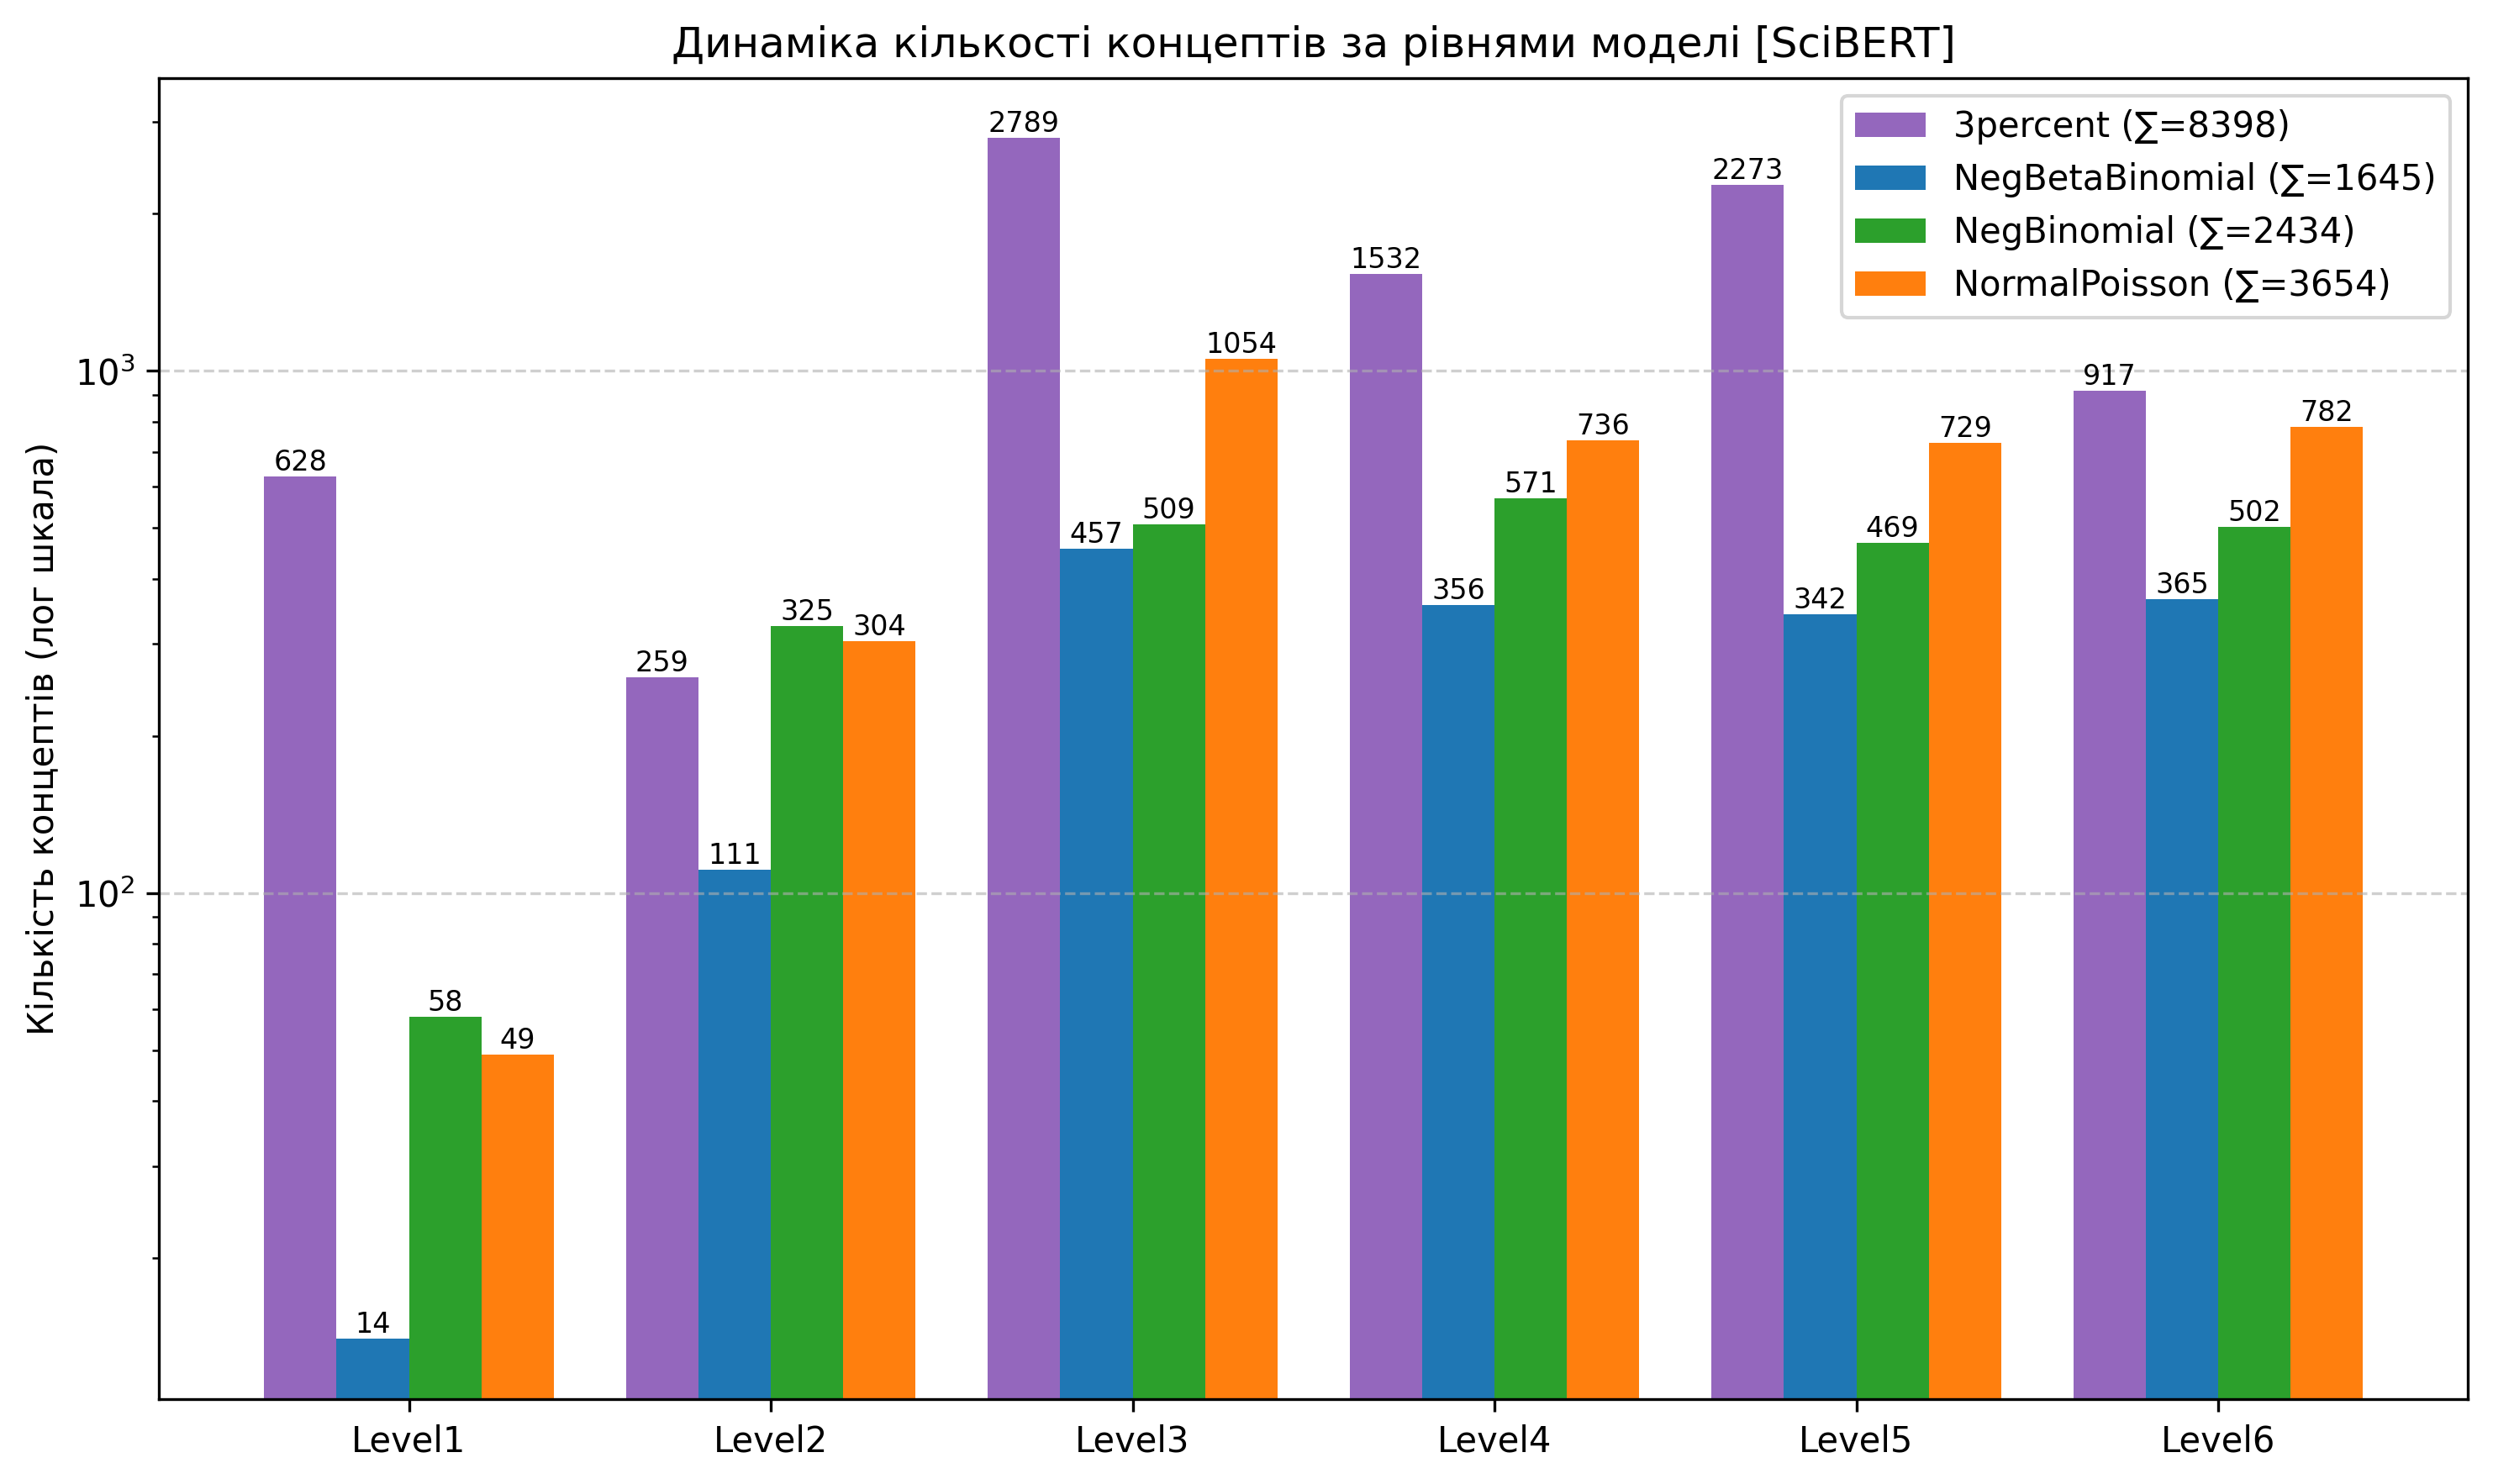 Динаміка кількості концептів за рівнями моделі [SciBERT]
3percent (∑=8398)
NegBetaBinomial (∑=1645)
NegBinomial (∑=2434)
NormalPoisson (∑=3654)
Кількість концептів (лог шкала)
10³
10²
628
14
58
49
259
111
325
304
2789
457
509
1054
1532
356
571
736
2273
342
469
729
917
365
502
782
Level1
Level2
Level3
Level4
Level5
Level6